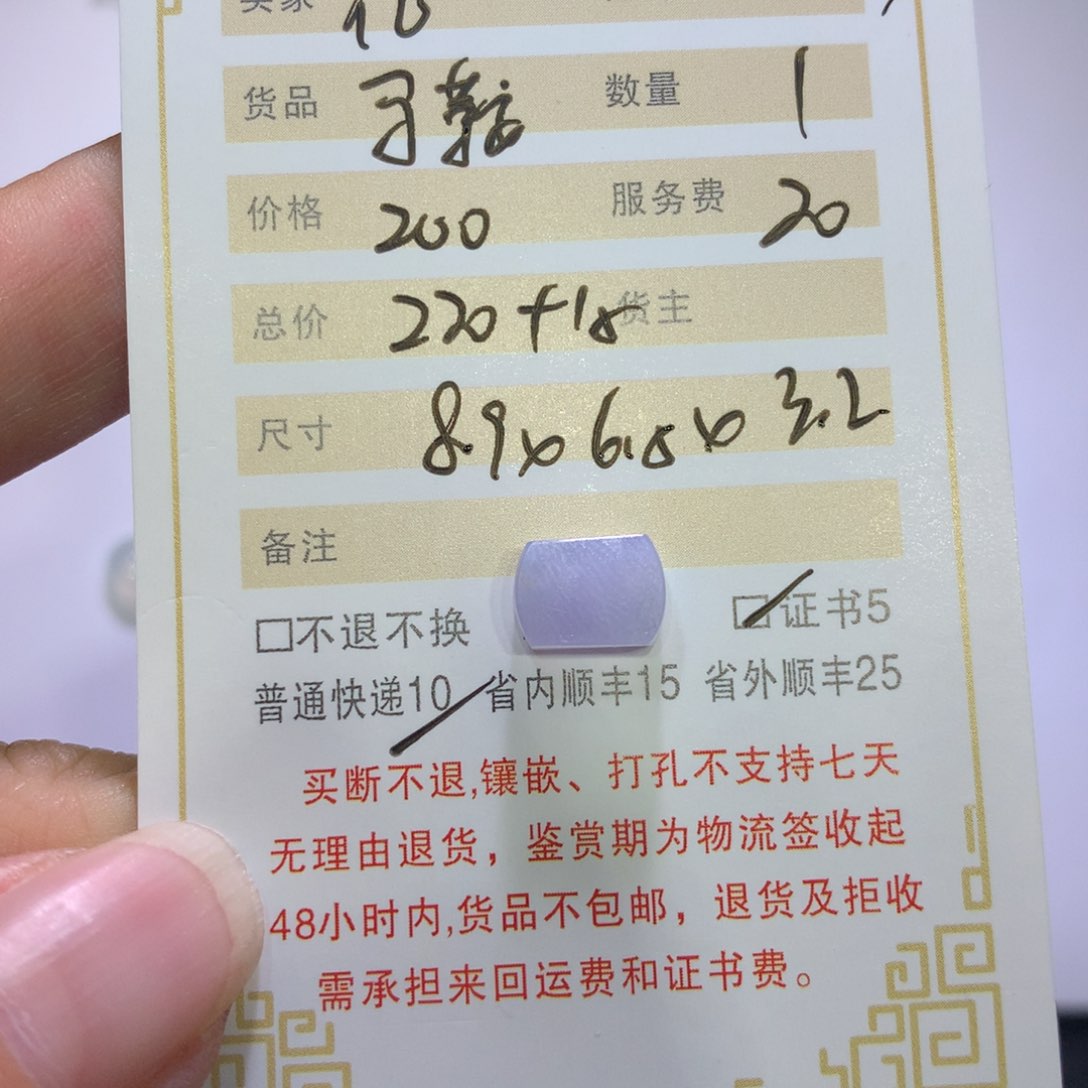 买家
货品 马鞍 数量 1
价格 200 服务费 20
总价 220+15 货主
尺寸 8.9x6.8x3.2
备注
□不退不换 □证书5
普通快递10 省内顺丰15 省外顺丰25
买断不退,镶嵌、打孔不支持七天
无理由退货，鉴赏期为物流签收起
48小时内,货品不包邮，退货及拒收
需承担来回运费和证书费。